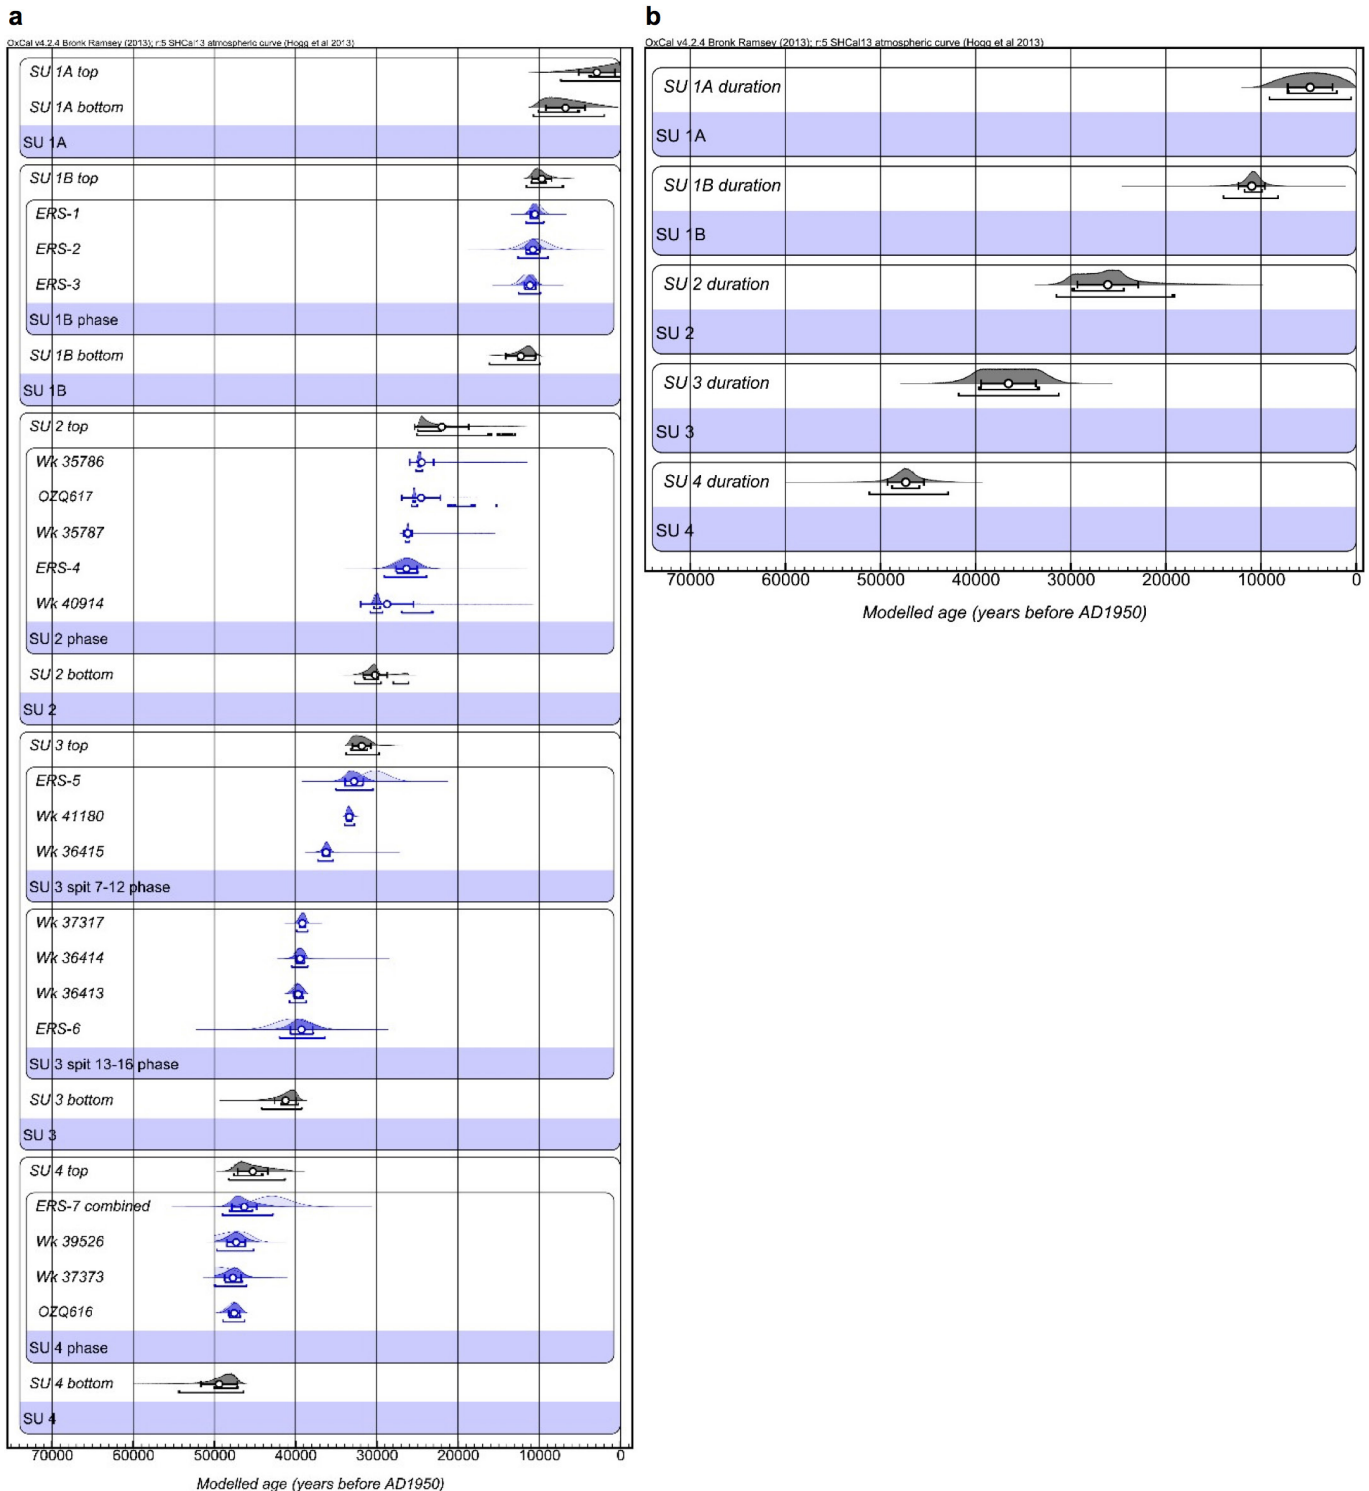 a
OxCal v4.2.4 Bronk Ramsey (2013); r:5 SHCal13 atmospheric curve (Hogg et al 2013)
SU 1A top
SU 1A bottom
SU 1A
SU 1B top
ERS-1
ERS-2
ERS-3
SU 1B phase
SU 1B bottom
SU 1B
SU 2 top
Wk 35786
OZQ617
Wk 35787
ERS-4
Wk 40914
SU 2 phase
SU 2 bottom
SU 2
SU 3 top
ERS-5
Wk 41180
Wk 36415
SU 3 spit 7-12 phase
Wk 37317
Wk 36414
Wk 36413
ERS-6
SU 3 spit 13-16 phase
SU 3 bottom
SU 3
SU 4 top
ERS-7 combined
Wk 39526
Wk 37373
OZQ616
SU 4 phase
SU 4 bottom
SU 4
70000 60000 50000 40000 30000 20000 10000 0
Modelled age (years before AD1950)
b
OxCal v4.2.4 Bronk Ramsey (2013); r:5 SHCal13 atmospheric curve (Hogg et al 2013)
SU 1A duration
SU 1A
SU 1B duration
SU 1B
SU 2 duration
SU 2
SU 3 duration
SU 3
SU 4 duration
SU 4
70000 60000 50000 40000 30000 20000 10000 0
Modelled age (years before AD1950)